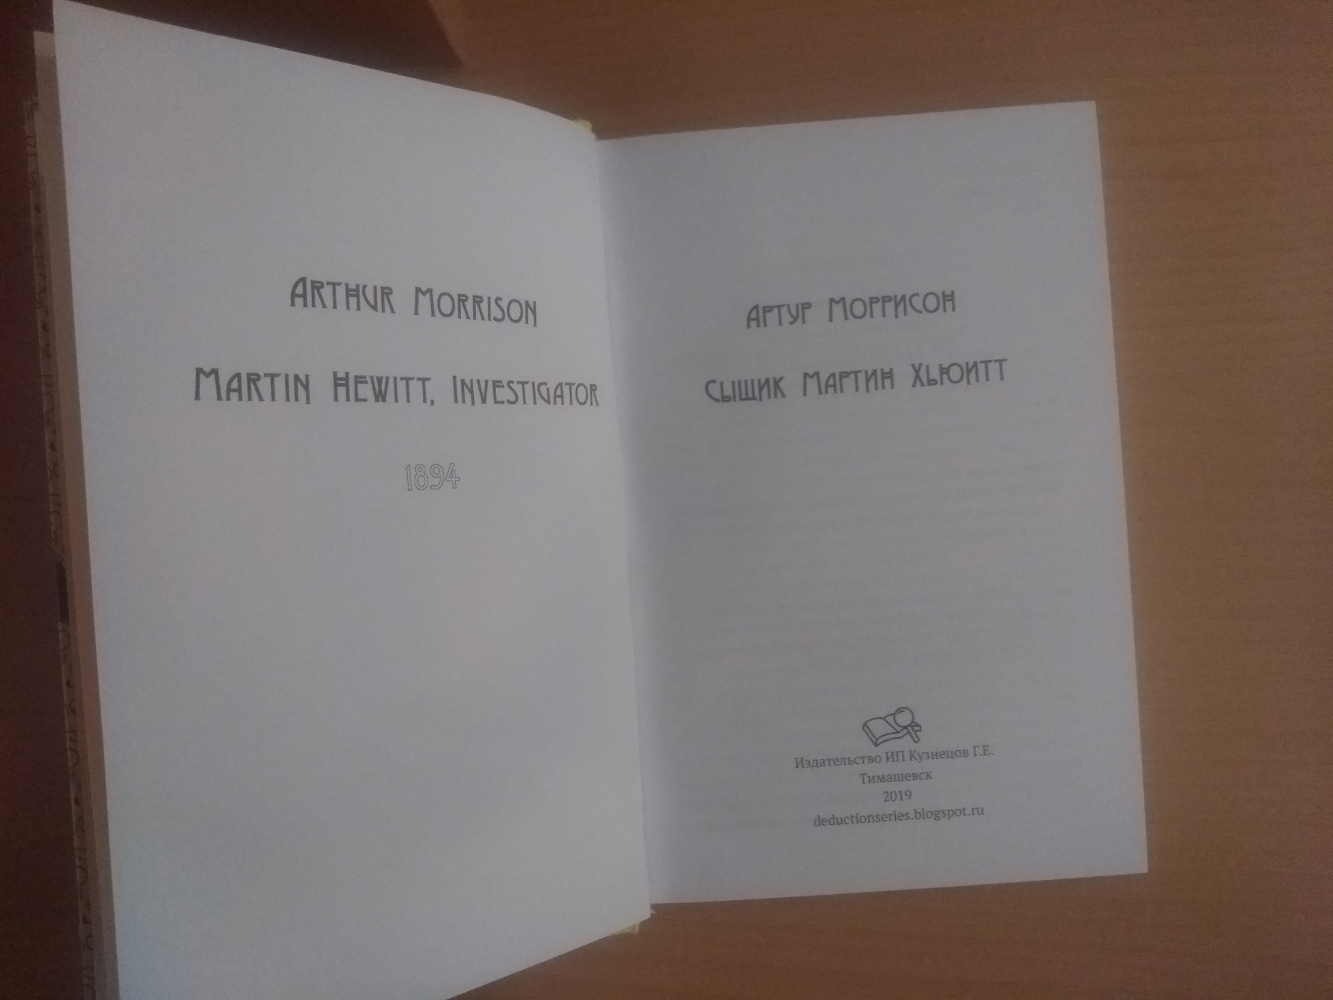 ARTHUR MORRISON
MARTIN HEWITT, INVESTIGATOR
1894
АРТУР МОРРИСОН
СЫЩИК МАРТИН ХЬЮИТТ
Издательство ИП Кузнецов Г.Е.
Тимашевск
2019
deductionseries.blogspot.ru